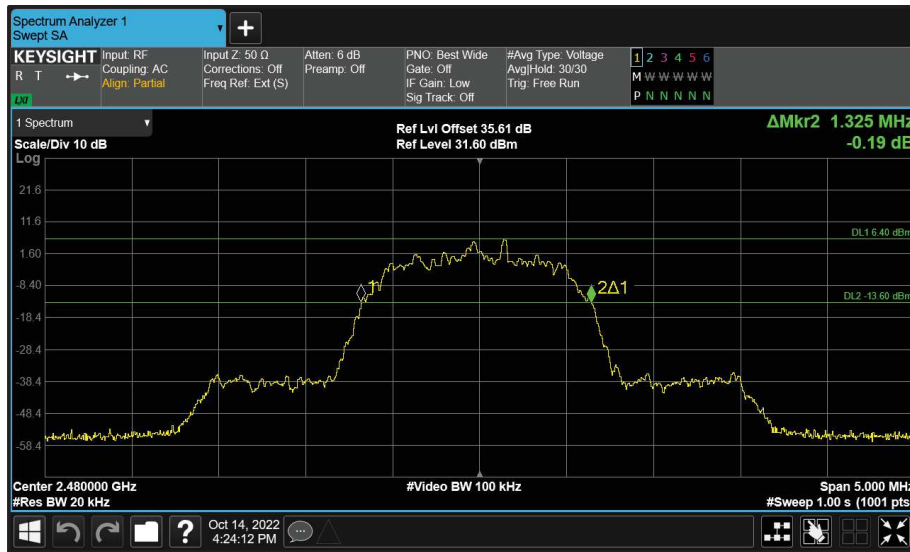 Spectrum Analyzer 1
Swept SA
+
KEYSIGHT
R T
LXI
Input: RF
Coupling: AC
Align: Partial
Input Z: 50 Ω
Corrections: Off
Freq Ref: Ext (S)
Atten: 6 dB
Preamp: Off
PNO: Best Wide
Gate: Off
IF Gain: Low
Sig Track: Off
#Avg Type: Voltage
Avg|Hold: 30/30
Trig: Free Run
1 2 3 4 5 6
M W W W W W
P N N N N N
1 Spectrum
Scale/Div 10 dB
Log
Ref Lvl Offset 35.61 dB
Ref Level 31.60 dBm
ΔMkr2 1.325 MHz
-0.19 dB
21.6
11.6
DL1 6.40 dBm
1.60
-8.40
1
2Δ1
DL2 -13.60 dBm
-18.4
-28.4
-38.4
-48.4
-58.4
Center 2.480000 GHz
#Video BW 100 kHz
Span 5.000 MHz
#Res BW 20 kHz
#Sweep 1.00 s (1001 pts
?
Oct 14, 2022
4:24:12 PM